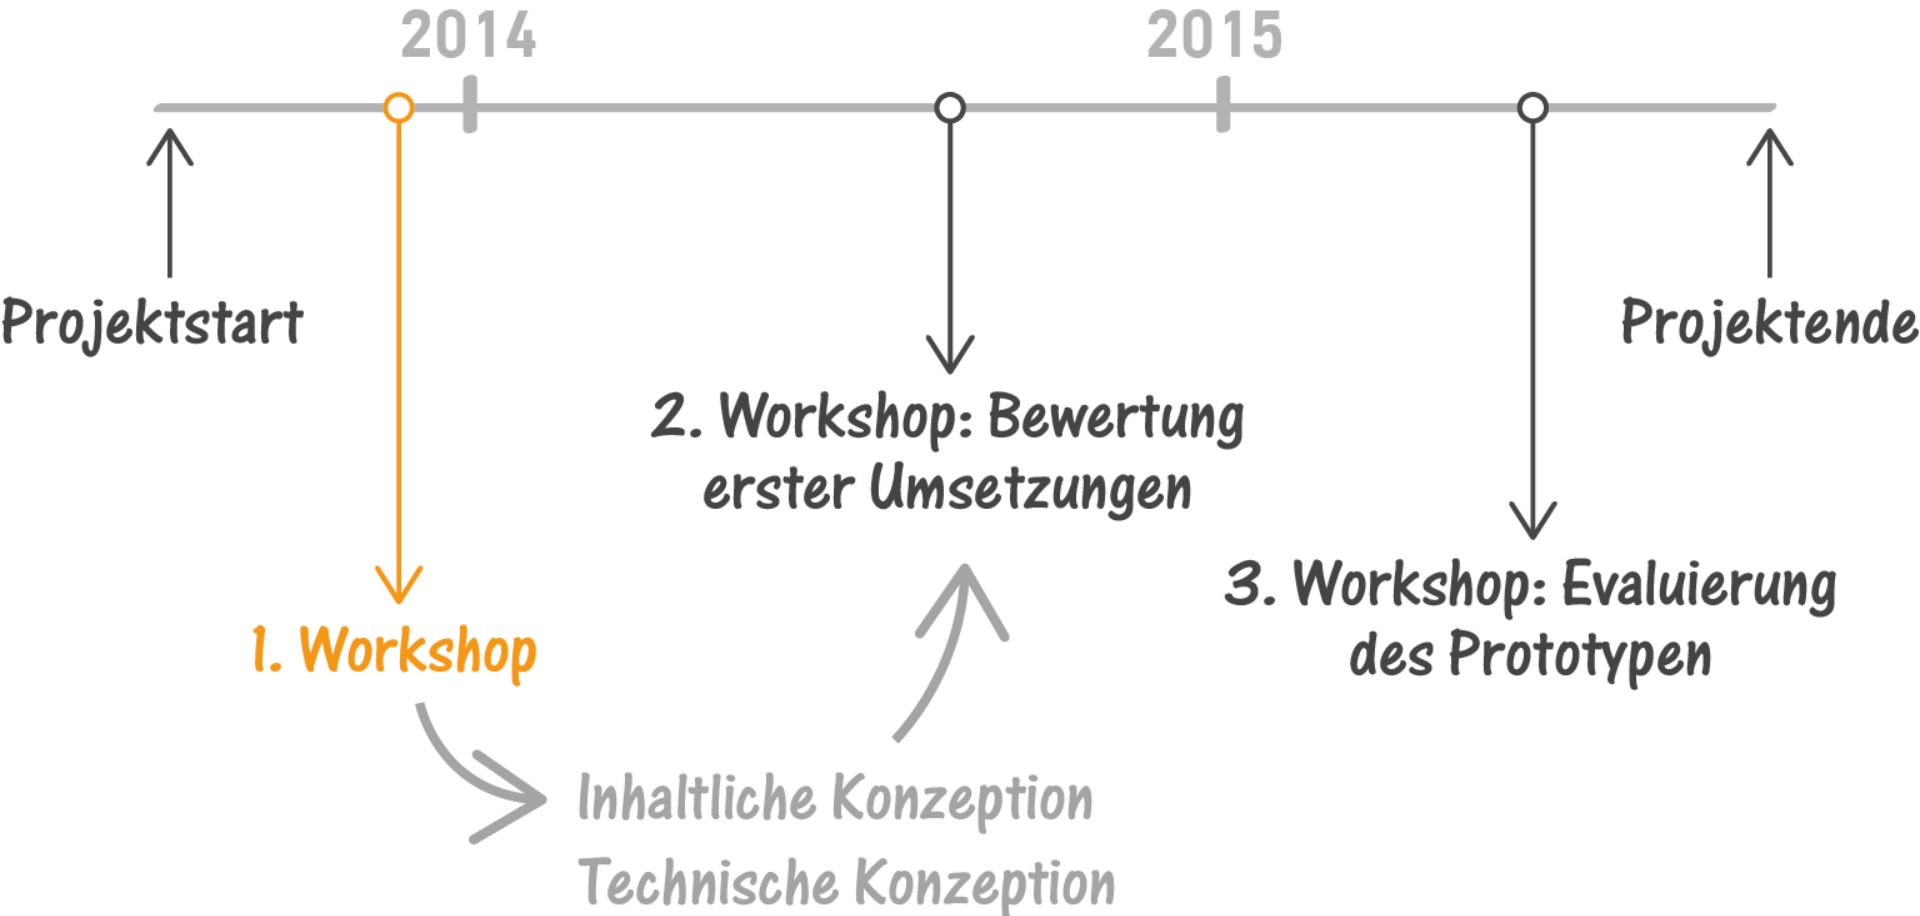 2014
2015
Projektstart
Projektende
2. Workshop: Bewertung
erster Umsetzungen
3. Workshop: Evaluierung
des Prototypen
1. Workshop
Inhaltliche Konzeption
Technische Konzeption